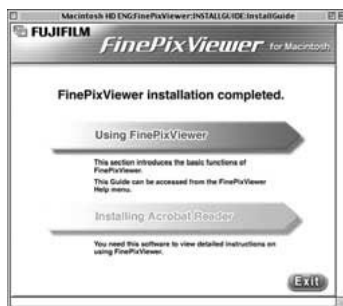 Macintosh HD ENG:FinePixViewer:INSTALLGUIDE:InstallGuide
FUJIFILM
FinePixViewer for Macintosh
FinePixViewer installation completed.
Using FinePixViewer
This section introduces the basic functions of
FinePixViewer.
This Guide can be accessed from the FinePixViewer
Help menu.
Installing Acrobat Reader
You need this software to view detailed instructions on
using FinePixViewer.
Exit